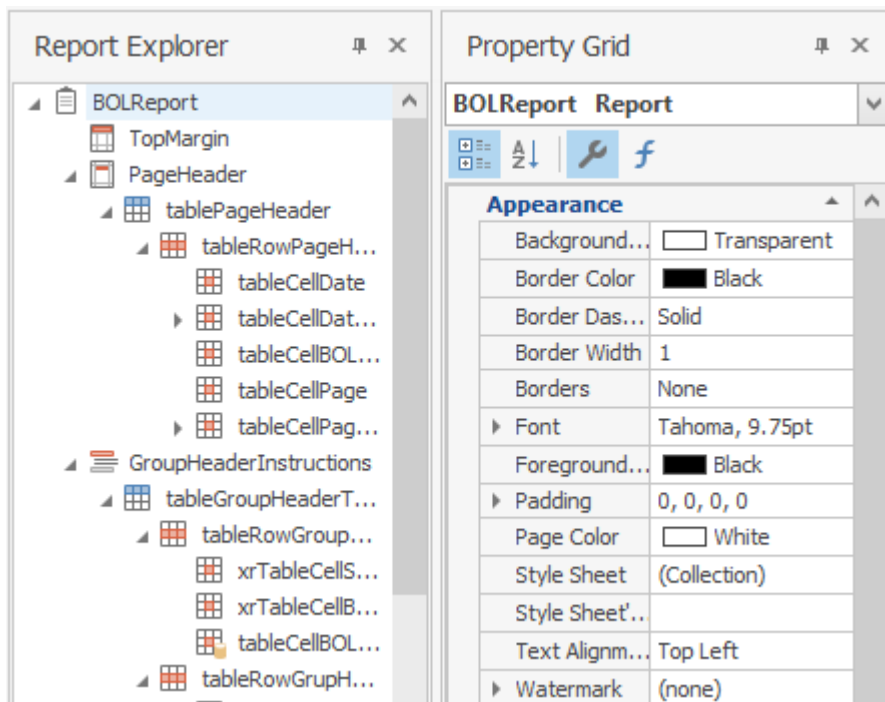 Report Explorer
BOLReport
TopMargin
PageHeader
tablePageHeader
tableRowPageH...
tableCellDate
tableCellDat...
tableCellBOL...
tableCellPage
tableCellPag...
GroupHeaderInstructions
tableGroupHeaderT...
tableRowGroup...
xrTableCellS...
xrTableCellB...
tableCellBOL...
tableRowGrupH...
Property Grid
BOLReport Report
Appearance
Background... Transparent
Border Color Black
Border Das... Solid
Border Width 1
Borders None
Font Tahoma, 9.75pt
Foreground... Black
Padding 0, 0, 0, 0
Page Color White
Style Sheet (Collection)
Style Sheet'...
Text Alignm... Top Left
Watermark (none)